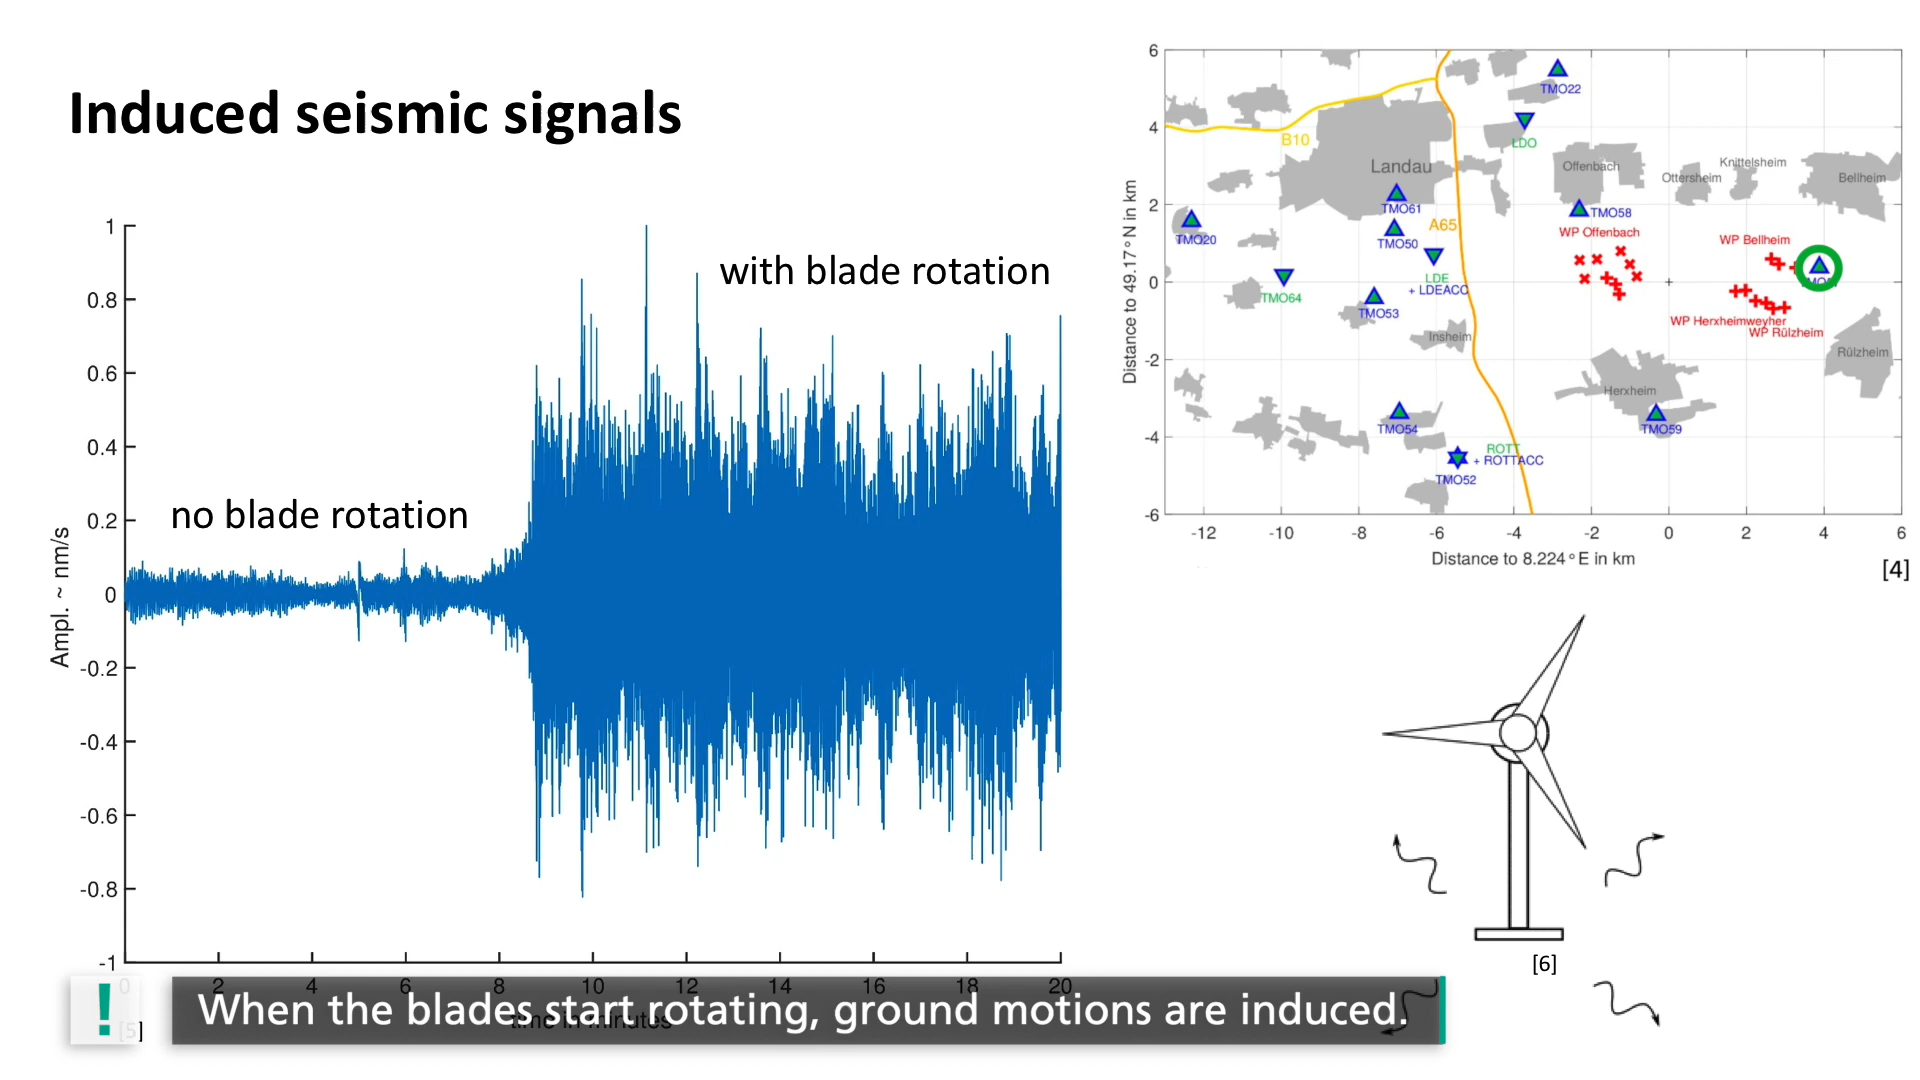 Induced seismic signals
no blade rotation
with blade rotation
Ampl. ~ nm/s
1
0.8
0.6
0.4
0.2
0
-0.2
-0.4
-0.6
-0.8
-1
0 2 4 6 8 10 12 14 16 18 20
time in minutes
[5]
!
When the blades start rotating, ground motions are induced.
Distance to 49.17° N in km
6
4
2
0
-2
-4
-6
-12 -10 -8 -6 -4 -2 0 2 4 6
Distance to 8.224° E in km
TMO22
B10
LDO
Landau
Offenbach
Ottersheim
Knittelsheim
Bellheim
TMO61
TMO58
A65
TMO20
TMO50
WP Offenbach
WP Bellheim
LDE
+ LDEACC
TMO64
TMO53
WP Herxheimweyher
WP Rülzheim
Insheim
Rülzheim
Herxheim
TMO54
TMO59
ROTT
+ ROTTACC
TMO52
[4]
[6]